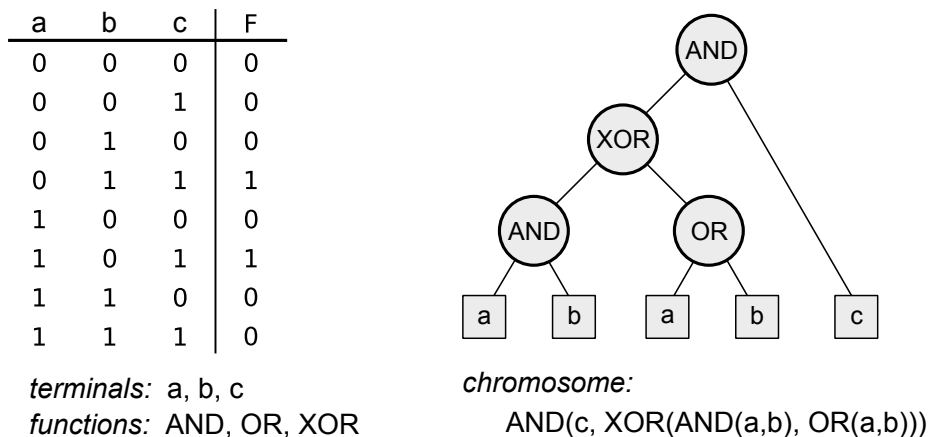 a b c F
0 0 0 0
0 0 1 0
0 1 0 0
0 1 1 1
1 0 0 0
1 0 1 1
1 1 0 0
1 1 1 0
terminals: a, b, c
functions: AND, OR, XOR
AND
XOR
AND OR
a b a b c
chromosome:
AND(c, XOR(AND(a,b), OR(a,b)))